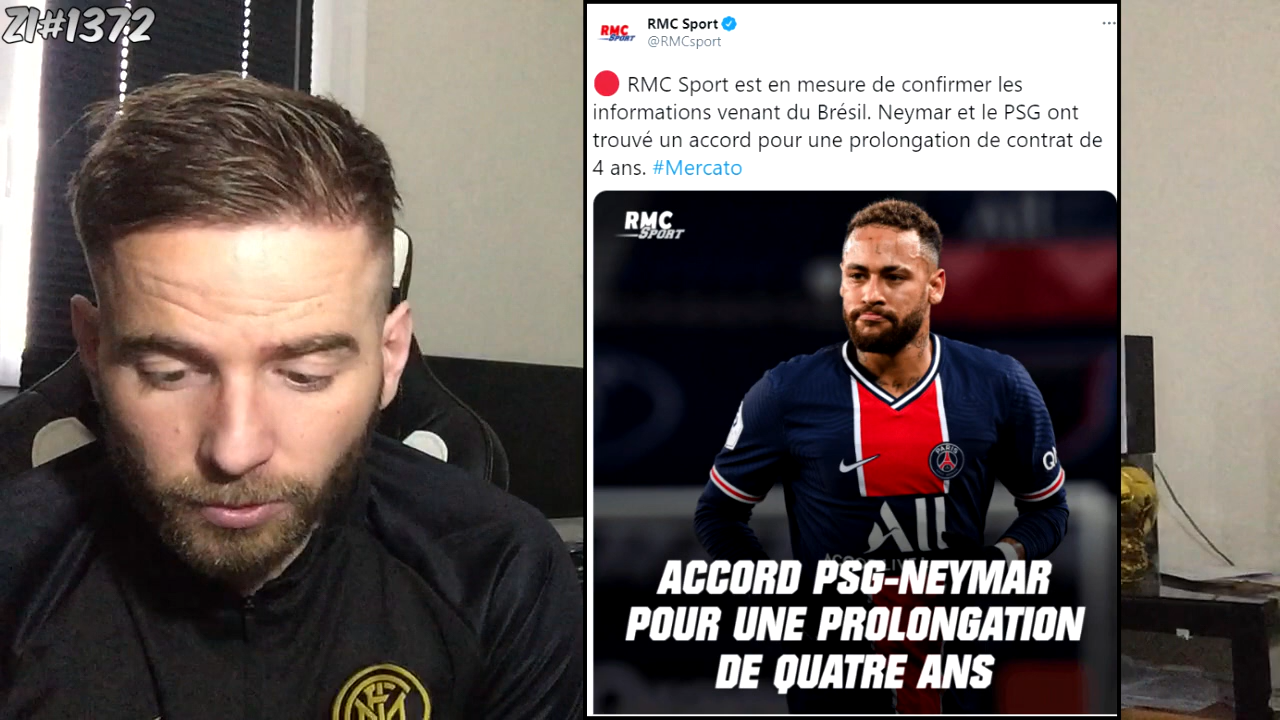 ZI#1372
RMC Sport
@RMCsport
RMC Sport est en mesure de confirmer les
informations venant du Brésil. Neymar et le PSG ont
trouvé un accord pour une prolongation de contrat de
4 ans. #Mercato
RMC
SPORT
PARIS
All
ACCORD PSG-NEYMAR
POUR UNE PROLONGATION
DE QUATRE ANS